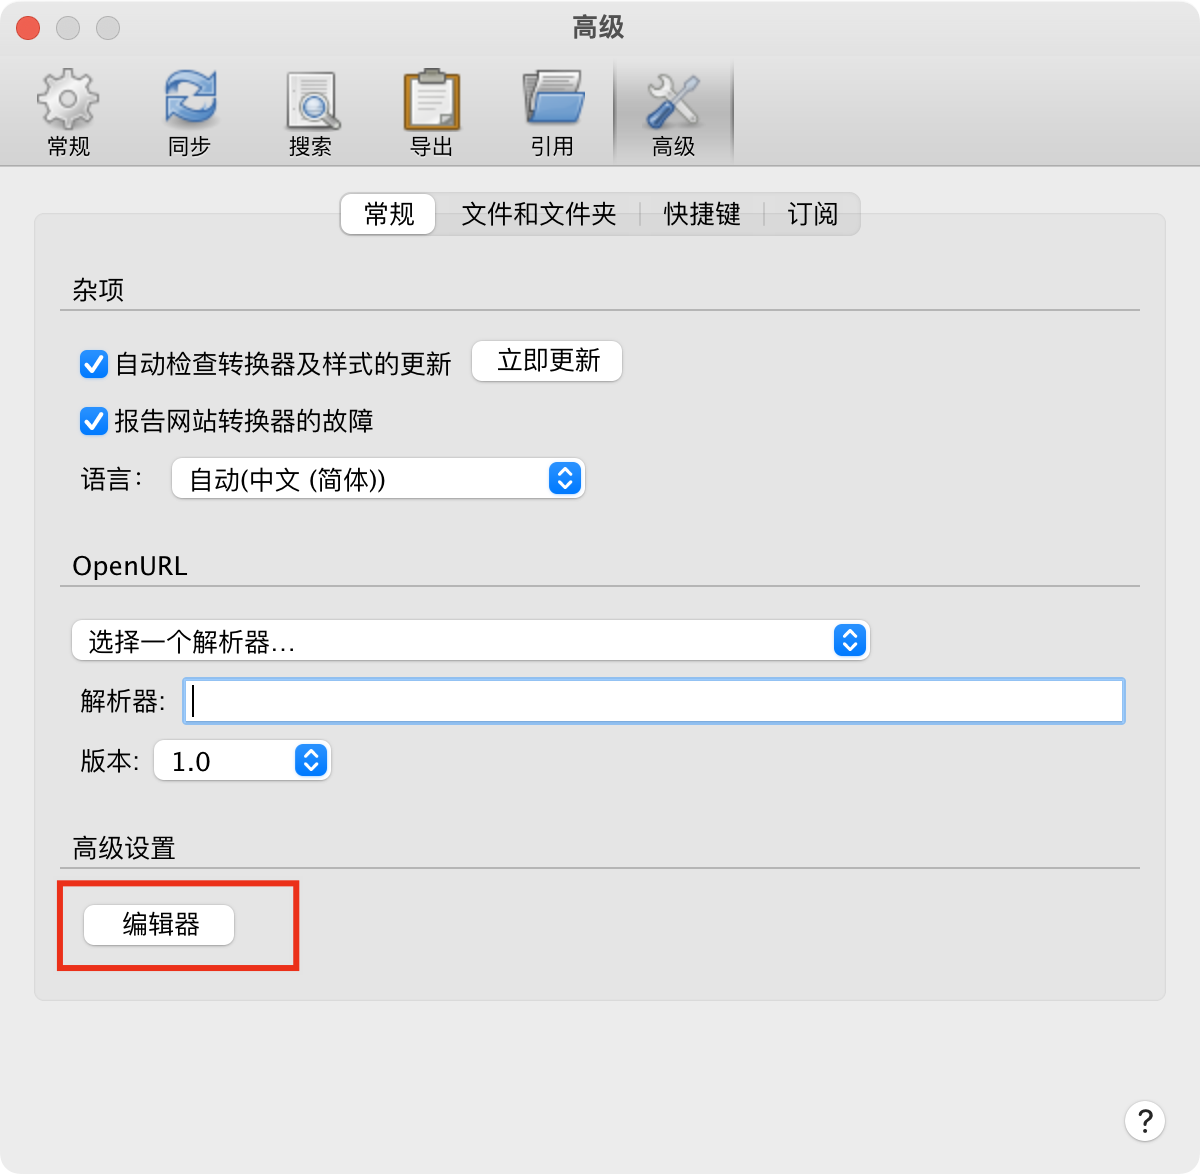 高级
常规 同步 搜索 导出 引用 高级
常规 文件和文件夹 快捷键 订阅
杂项
自动检查转换器及样式的更新 立即更新
报告网站转换器的故障
语言: 自动(中文 (简体))
OpenURL
选择一个解析器...
解析器:
版本: 1.0
高级设置
编辑器
?